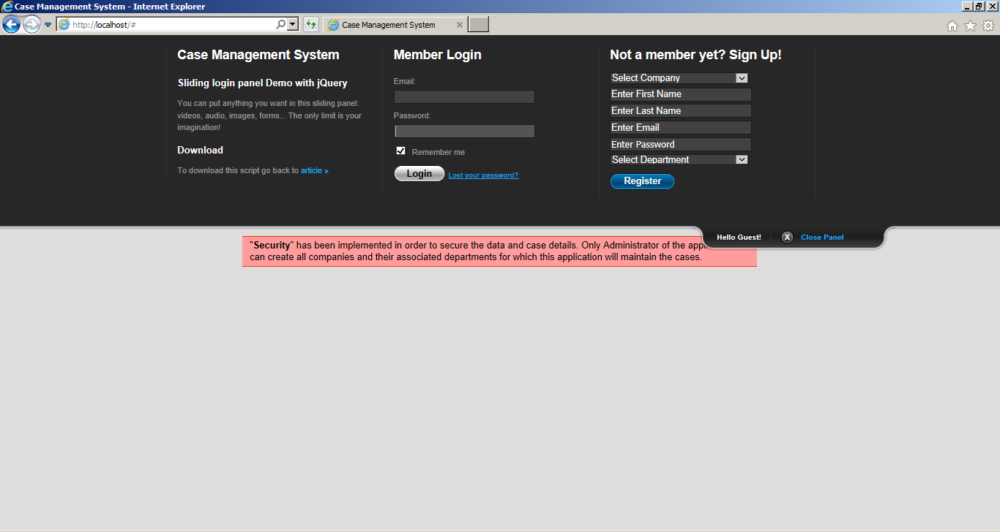 Case Management System - Internet Explorer
http://localhost/#
Case Management System
Case Management System
Sliding login panel Demo with jQuery
You can put anything you want in this sliding panel:
videos, audio, images, forms... The only limit is your
imagination!
Download
To download this script go back to article »
Member Login
Email:
Password:
Remember me
Login
Lost your password?
Not a member yet? Sign Up!
Select Company
Enter First Name
Enter Last Name
Enter Email
Enter Password
Select Department
Register
Hello Guest! | X Close Panel
"Security" has been implemented in order to secure the data and case details. Only Administrator of the appli
can create all companies and their associated departments for which this application will maintain the cases.